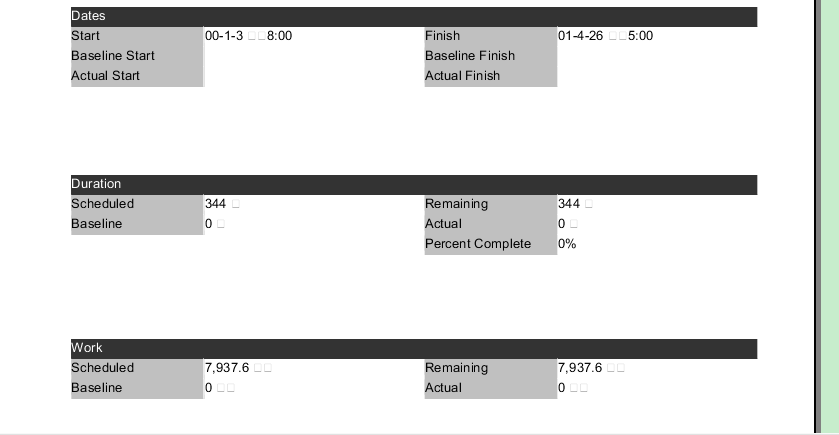 Dates
Start 00-1-3 □□8:00 Finish 01-4-26 □□5:00
Baseline Start Baseline Finish
Actual Start Actual Finish
Duration
Scheduled 344 □ Remaining 344 □
Baseline 0 □ Actual 0 □
Percent Complete 0%
Work
Scheduled 7,937.6 □□ Remaining 7,937.6 □□
Baseline 0 □□ Actual 0 □□